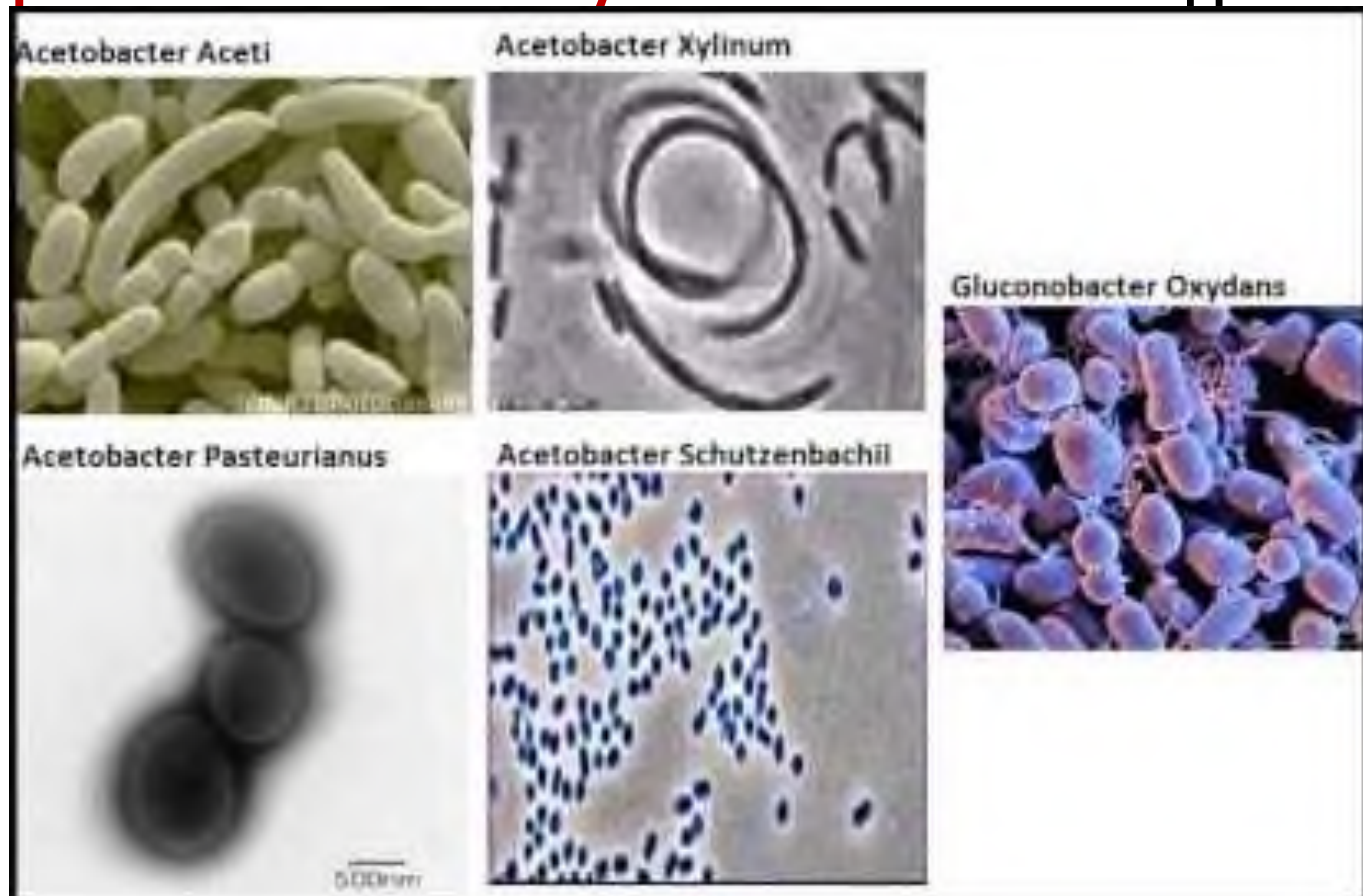 Acetobacter Aceti
Acetobacter Xylinum
Gluconobacter Oxydans
Acetobacter Pasteurianus
Acetobacter Schutzenbachii
500nm